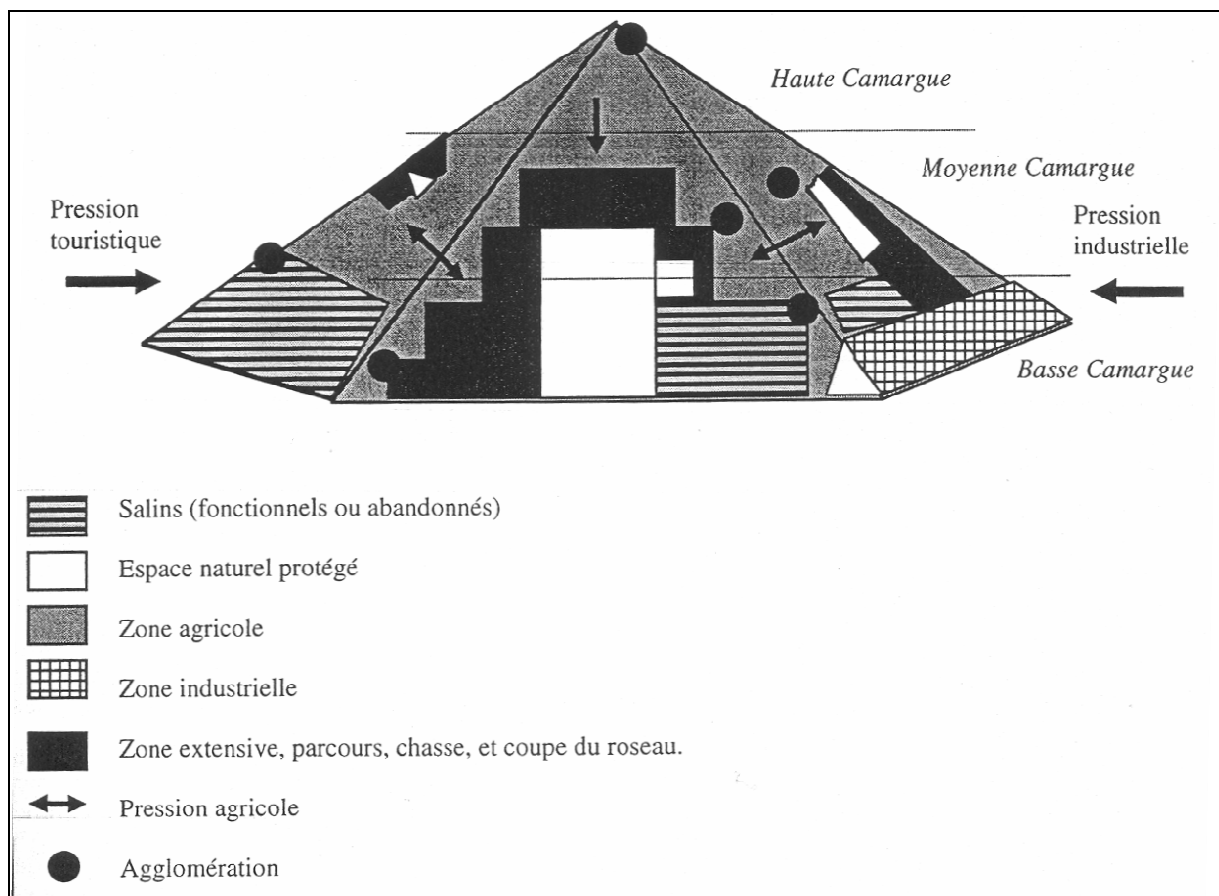 Haute Camargue
Moyenne Camargue
Pression
touristique
Pression
industrielle
Basse Camargue
Salins (fonctionnels ou abandonnés)
Espace naturel protégé
Zone agricole
Zone industrielle
Zone extensive, parcours, chasse, et coupe du roseau.
Pression agricole
Agglomération